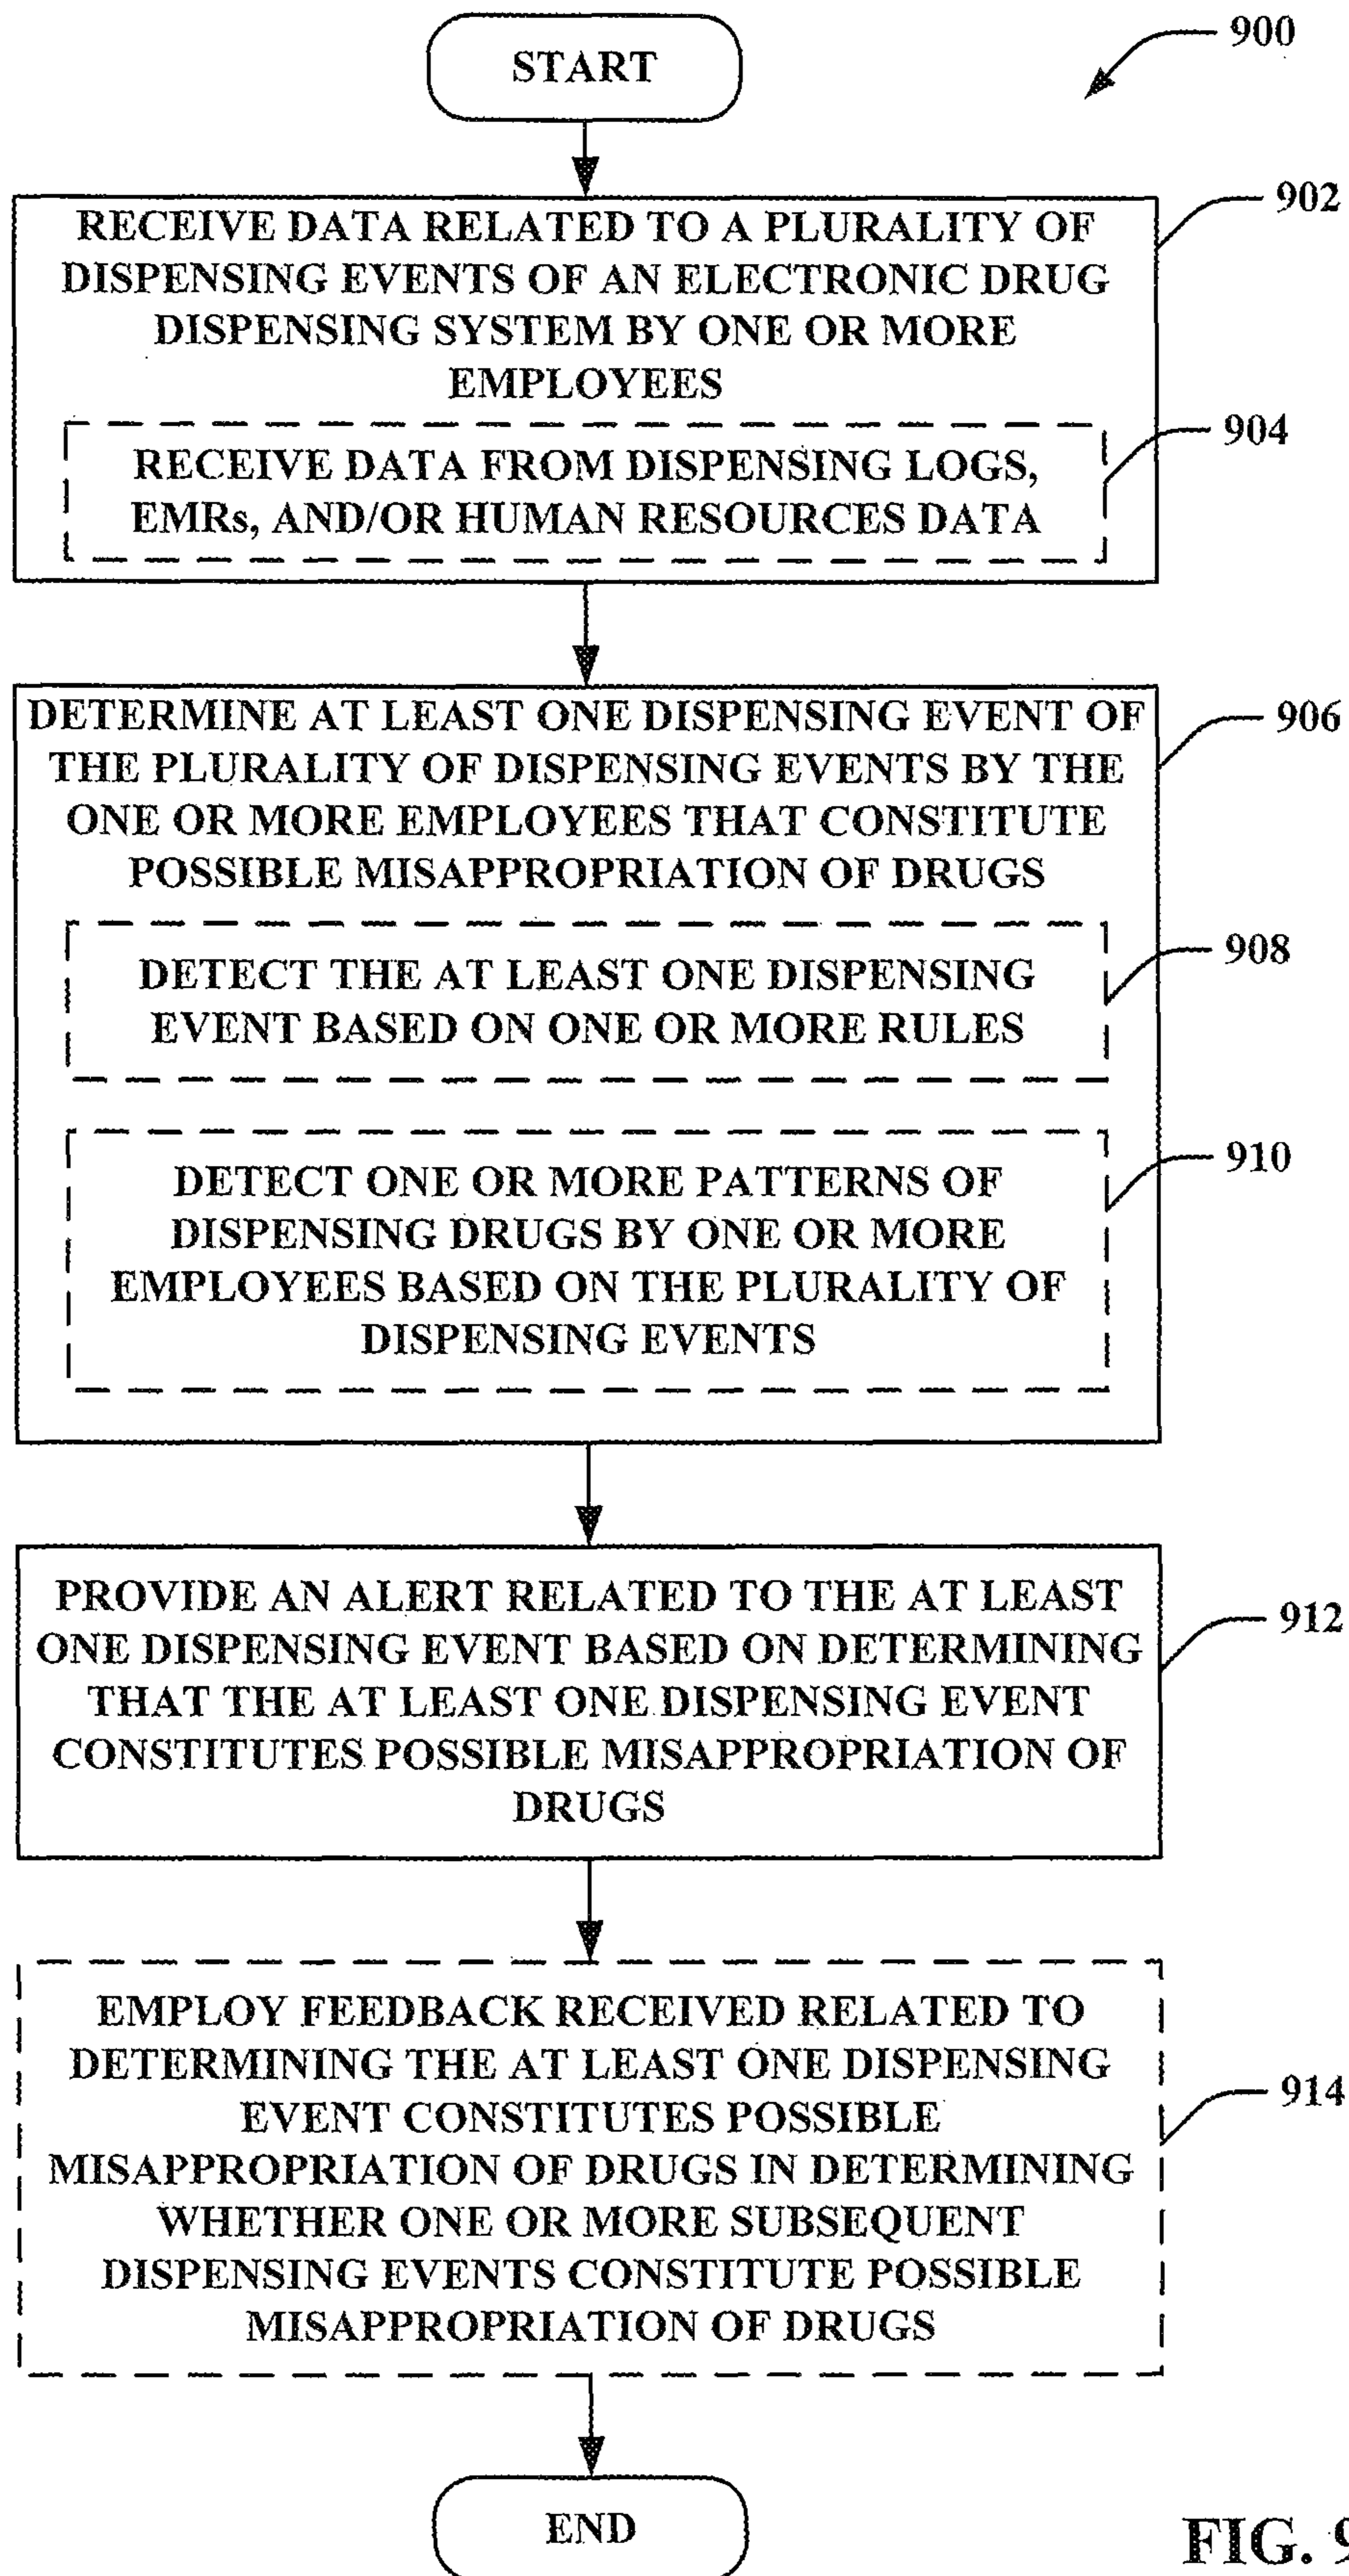 START
900
902
RECEIVE DATA RELATED TO A PLURALITY OF
DISPENSING EVENTS OF AN ELECTRONIC DRUG
DISPENSING SYSTEM BY ONE OR MORE
EMPLOYEES
904
RECEIVE DATA FROM DISPENSING LOGS,
EMRs, AND/OR HUMAN RESOURCES DATA
906
DETERMINE AT LEAST ONE DISPENSING EVENT OF
THE PLURALITY OF DISPENSING EVENTS BY THE
ONE OR MORE EMPLOYEES THAT CONSTITUTE
POSSIBLE MISAPPROPRIATION OF DRUGS
908
DETECT THE AT LEAST ONE DISPENSING
EVENT BASED ON ONE OR MORE RULES
910
DETECT ONE OR MORE PATTERNS OF
DISPENSING DRUGS BY ONE OR MORE
EMPLOYEES BASED ON THE PLURALITY OF
DISPENSING EVENTS
912
PROVIDE AN ALERT RELATED TO THE AT LEAST
ONE DISPENSING EVENT BASED ON DETERMINING
THAT THE AT LEAST ONE DISPENSING EVENT
CONSTITUTES POSSIBLE MISAPPROPRIATION OF
DRUGS
914
EMPLOY FEEDBACK RECEIVED RELATED TO
DETERMINING THE AT LEAST ONE DISPENSING
EVENT CONSTITUTES POSSIBLE
MISAPPROPRIATION OF DRUGS IN DETERMINING
WHETHER ONE OR MORE SUBSEQUENT
DISPENSING EVENTS CONSTITUTE POSSIBLE
MISAPPROPRIATION OF DRUGS
END
FIG. 9